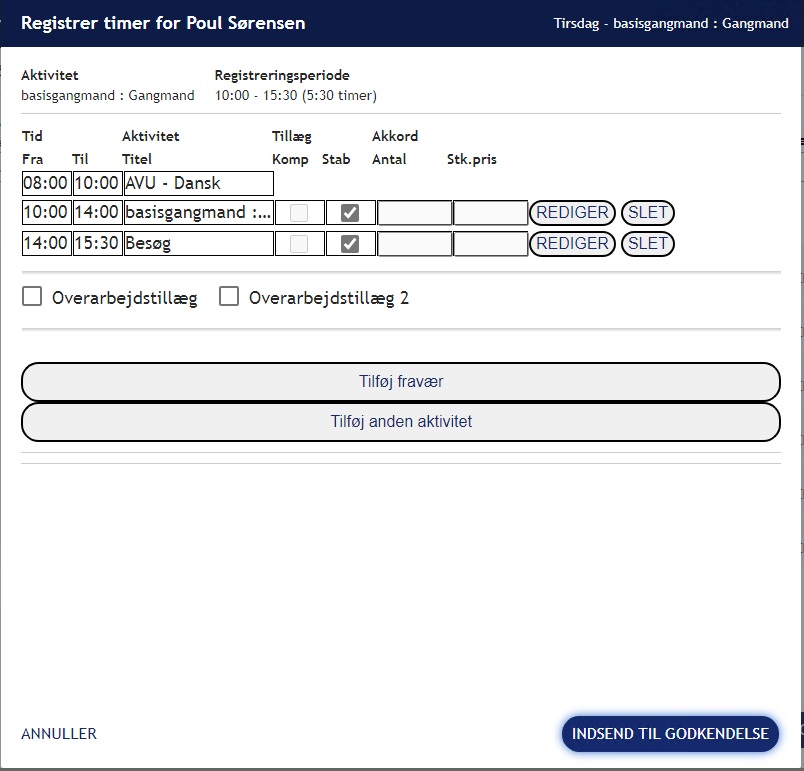 Registrer timer for Poul Sørensen
Tirsdag - basisgangmand : Gangmand
Aktivitet
Registreringsperiode
basisgangmand : Gangmand
10:00 - 15:30 (5:30 timer)
Tid Aktivitet Tillæg Akkord
Fra Til Titel Komp Stab Antal Stk.pris
08:00 10:00 AVU - Dansk
10:00 14:00 basisgangmand :... REDIGER SLET
14:00 15:30 Besøg REDIGER SLET
Overarbejdstillæg Overarbejdstillæg 2
Tilføj fravær
Tilføj anden aktivitet
ANNULLER
INDSEND TIL GODKENDELSE